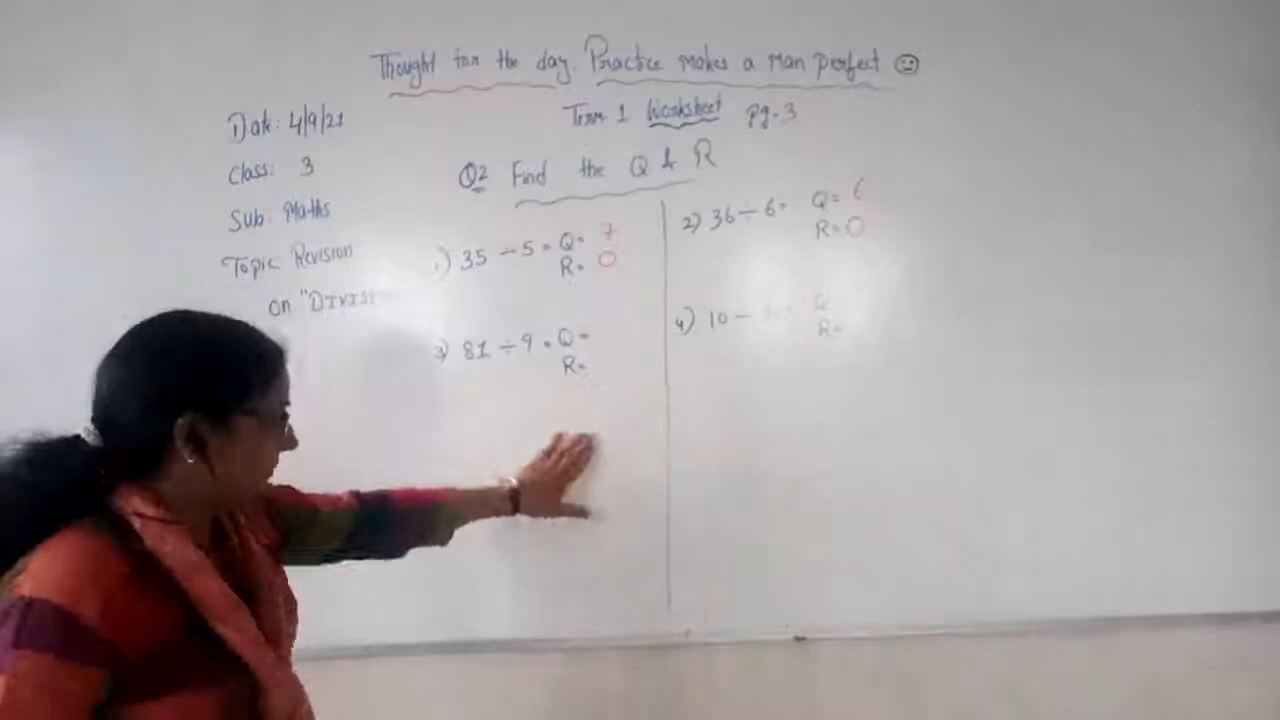 Thought for the day. Practice makes a man perfect
Term 1 Worksheet pg. 3
Date: 4/9/21
Class: 3
Sub: Maths
Topic Revision
on "DIVISI
Q2 Find the Q & R
1) 35 ÷ 5 = Q = 7
R = 0
2) 36 ÷ 6 = Q = 6
R = 0
3) 81 ÷ 9 = Q =
R =
4) 10 ÷ Q
R =